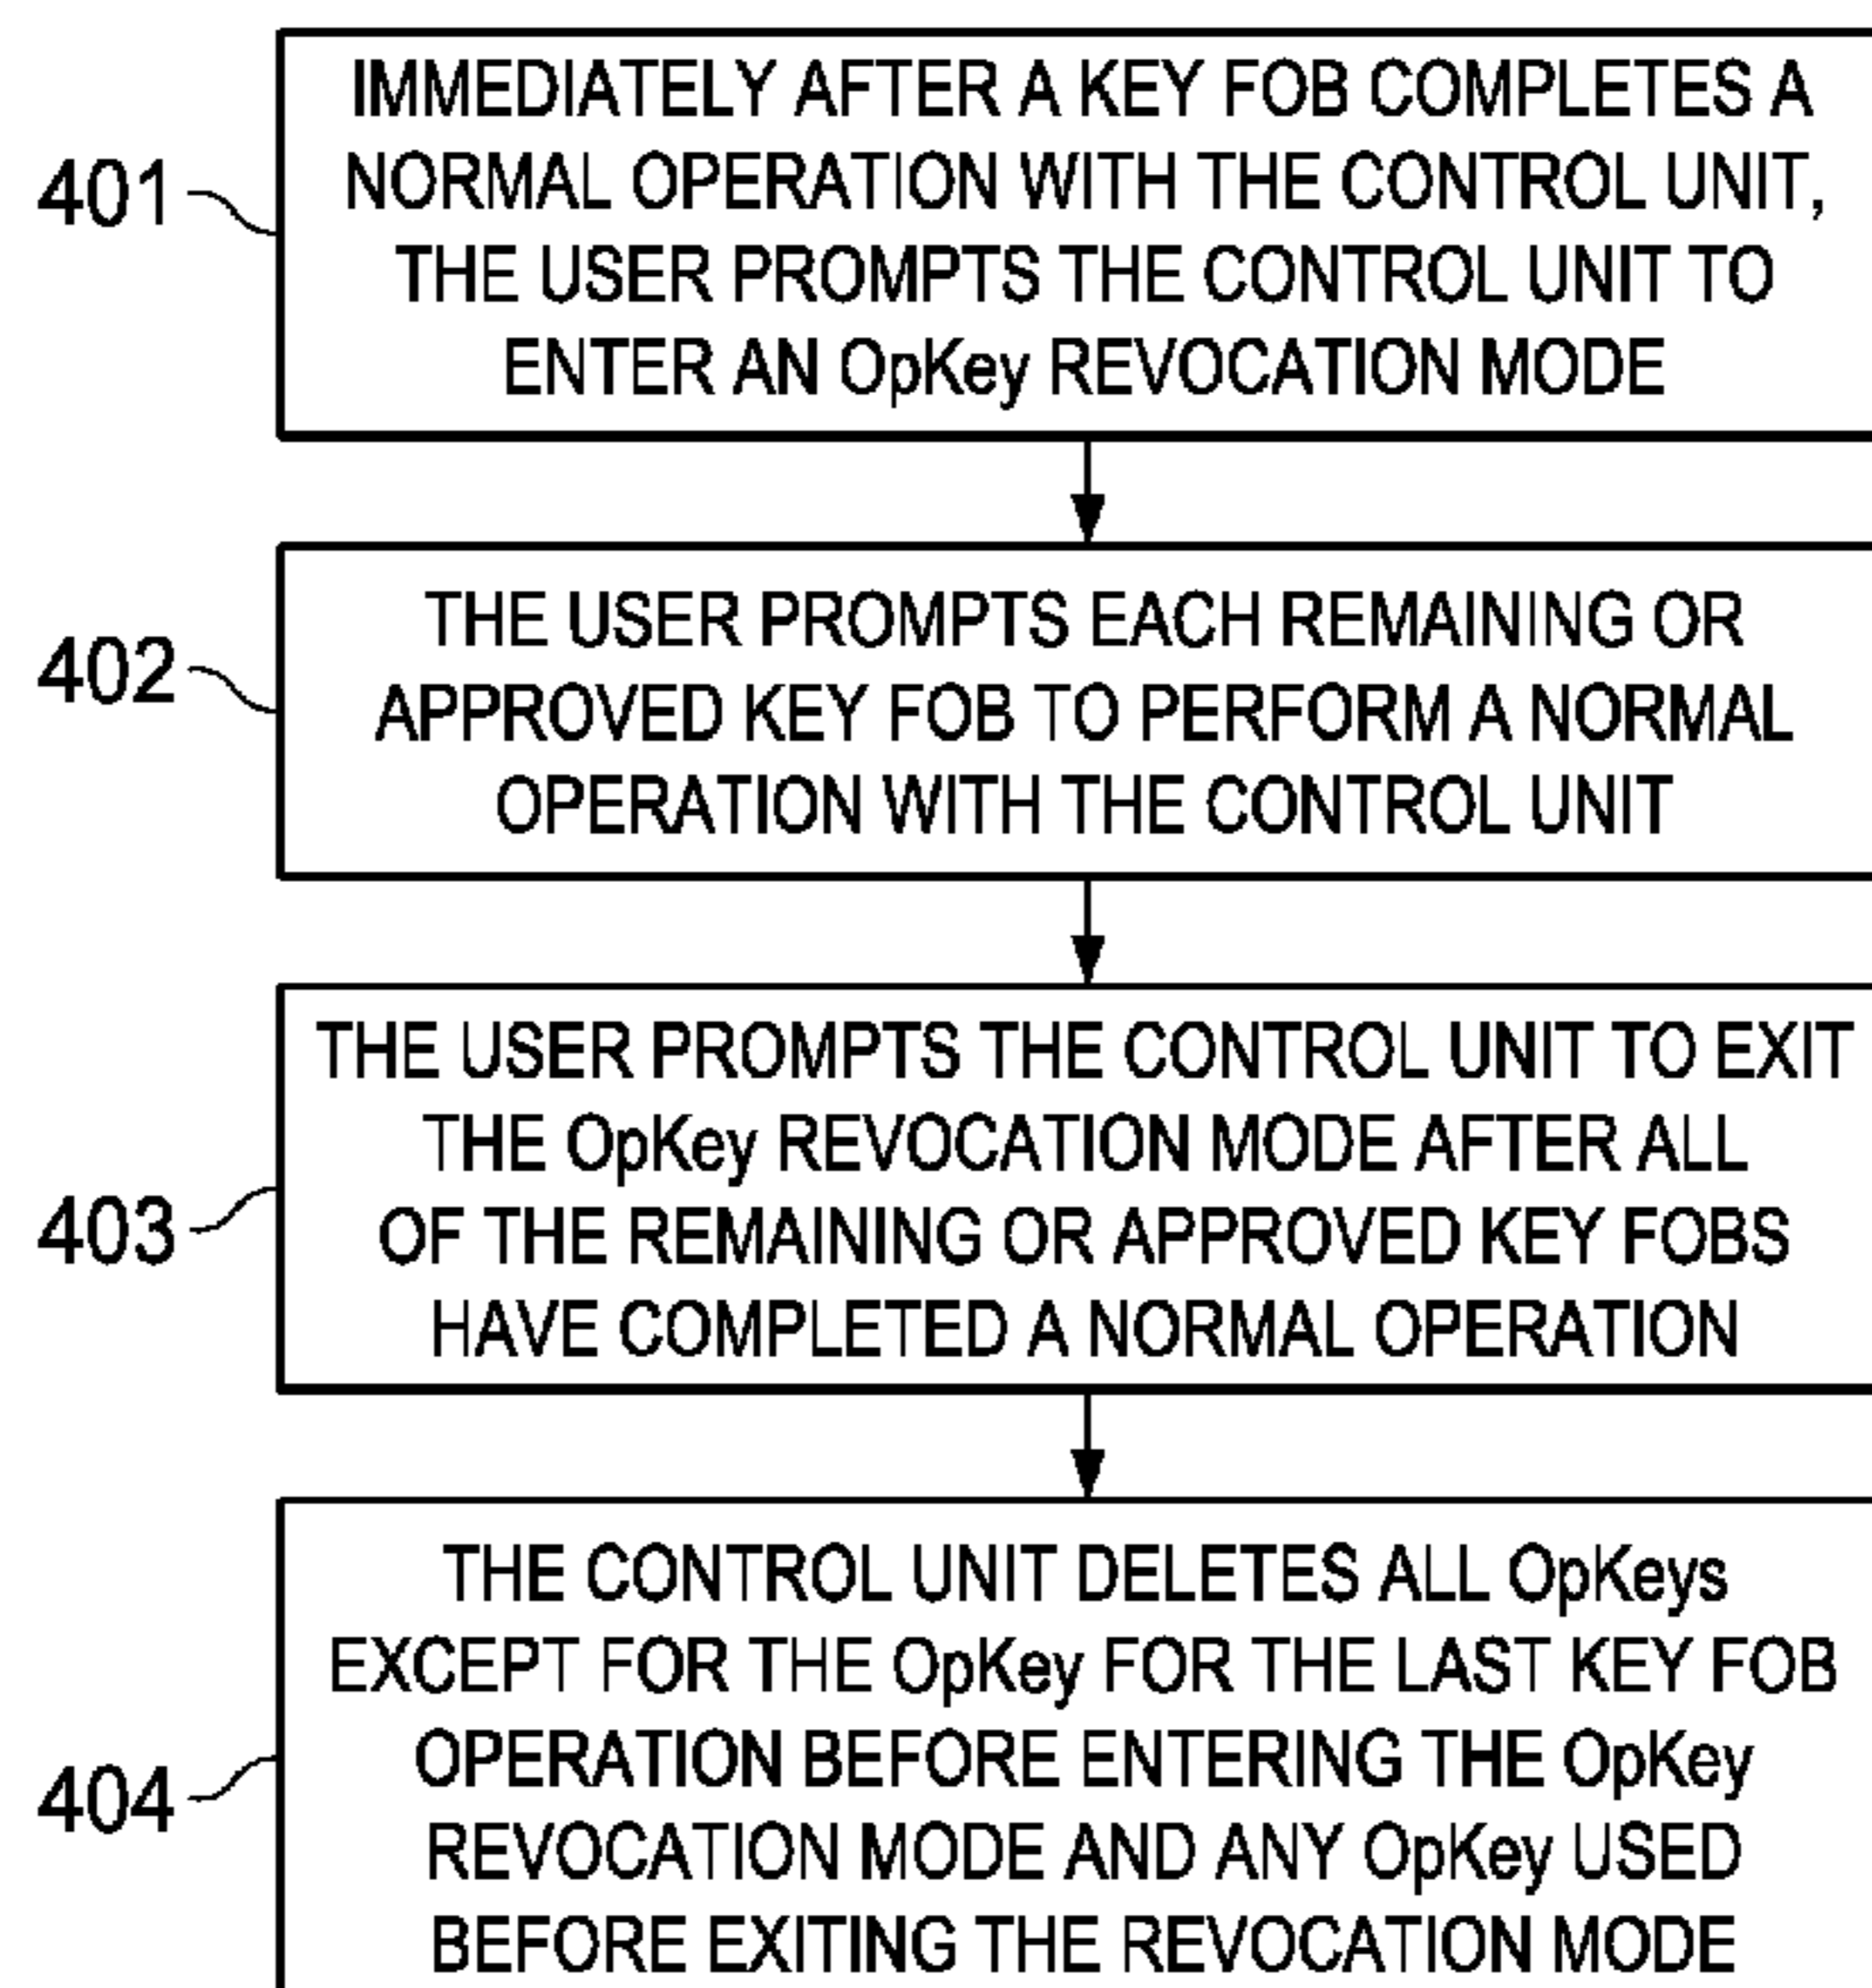 IMMEDIATELY AFTER A KEY FOB COMPLETES A
NORMAL OPERATION WITH THE CONTROL UNIT,
THE USER PROMPTS THE CONTROL UNIT TO
ENTER AN OpKey REVOCATION MODE
401
THE USER PROMPTS EACH REMAINING OR
APPROVED KEY FOB TO PERFORM A NORMAL
OPERATION WITH THE CONTROL UNIT
402
THE USER PROMPTS THE CONTROL UNIT TO EXIT
THE OpKey REVOCATION MODE AFTER ALL
OF THE REMAINING OR APPROVED KEY FOBS
HAVE COMPLETED A NORMAL OPERATION
403
THE CONTROL UNIT DELETES ALL OpKeys
EXCEPT FOR THE OpKey FOR THE LAST KEY FOB
OPERATION BEFORE ENTERING THE OpKey
REVOCATION MODE AND ANY OpKey USED
BEFORE EXITING THE REVOCATION MODE
404